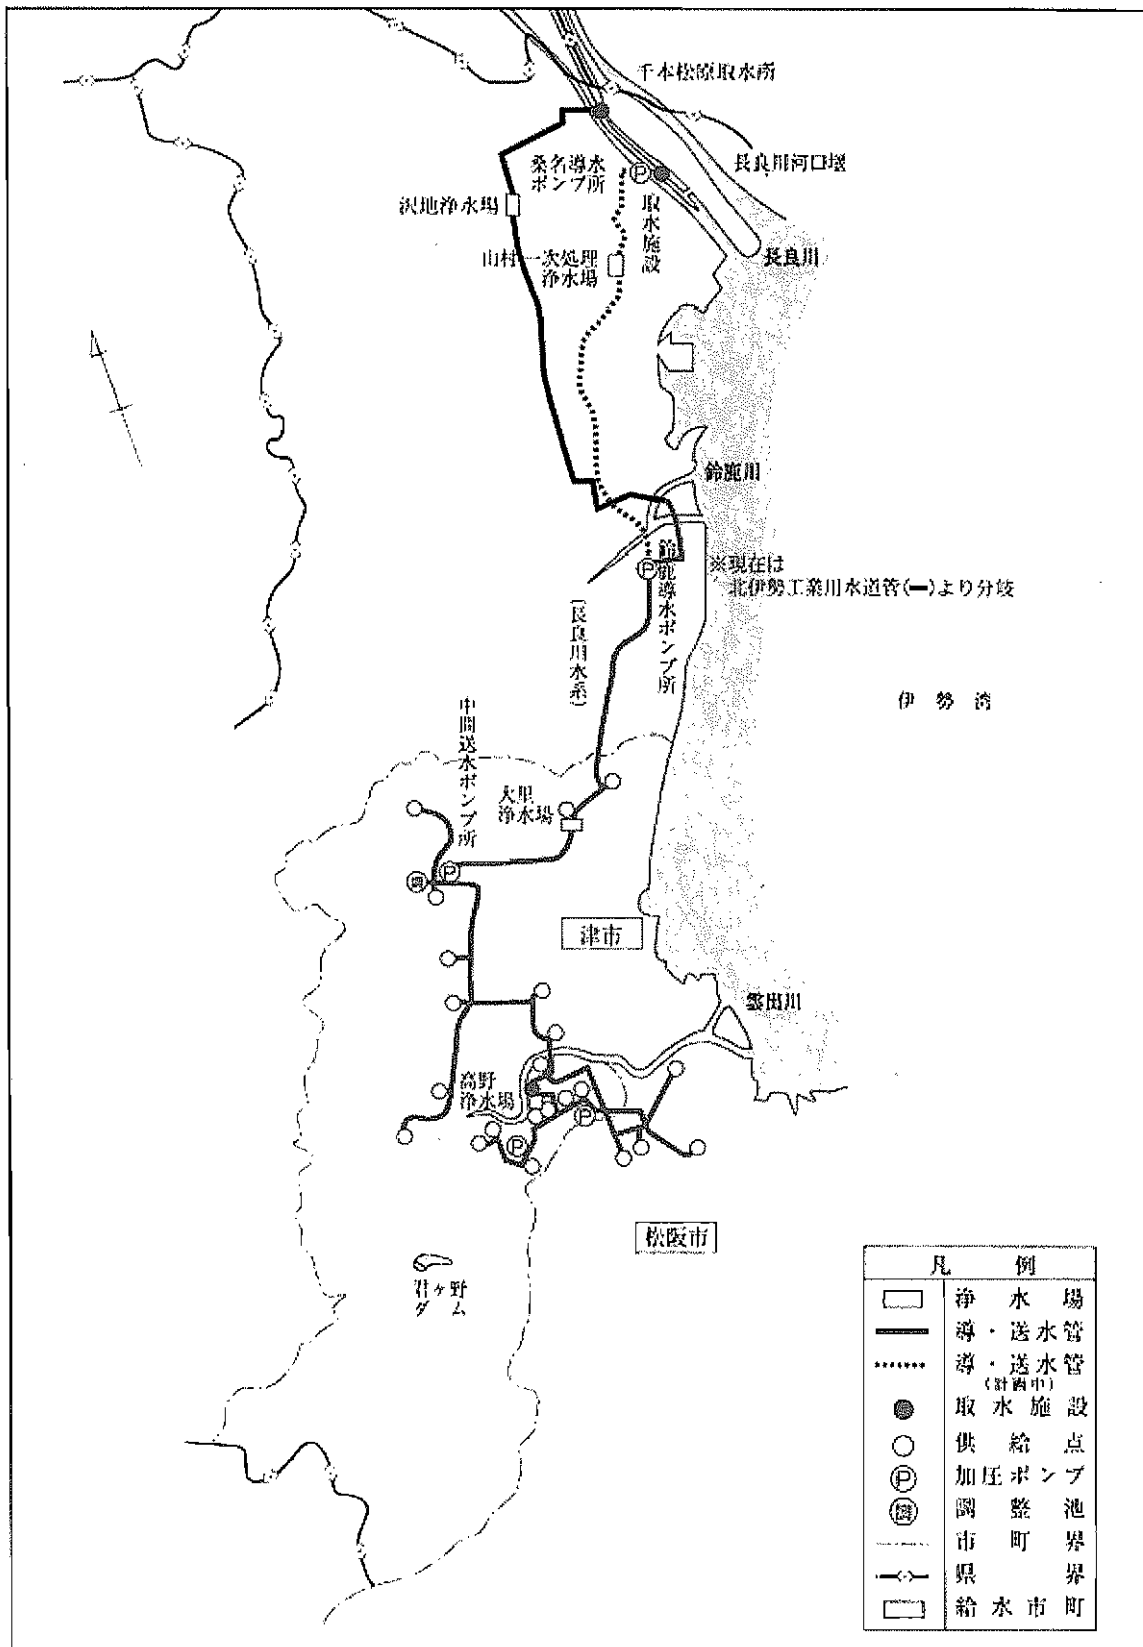 千本松原取水所
長良川河口堰
桑名導水
ポンプ所
P
沢地浄水場
取水施設
山村一次処理
浄水場
長良川
鈴鹿川
※現在は
北伊勢工業用水道管(ー)より分岐
P
鈴鹿導水ポンプ所
(長良川水系)
伊勢湾
中間送水ポンプ所
大里
浄水場
P
調
津市
雲出川
高野
浄水場
P
P
松阪市
君ヶ野
ダム
凡例
浄水場
導・送水管
導・送水管
(計画中)
取水施設
供給点
P 加圧ポンプ
調 調整池
市町界
県界
給水市町